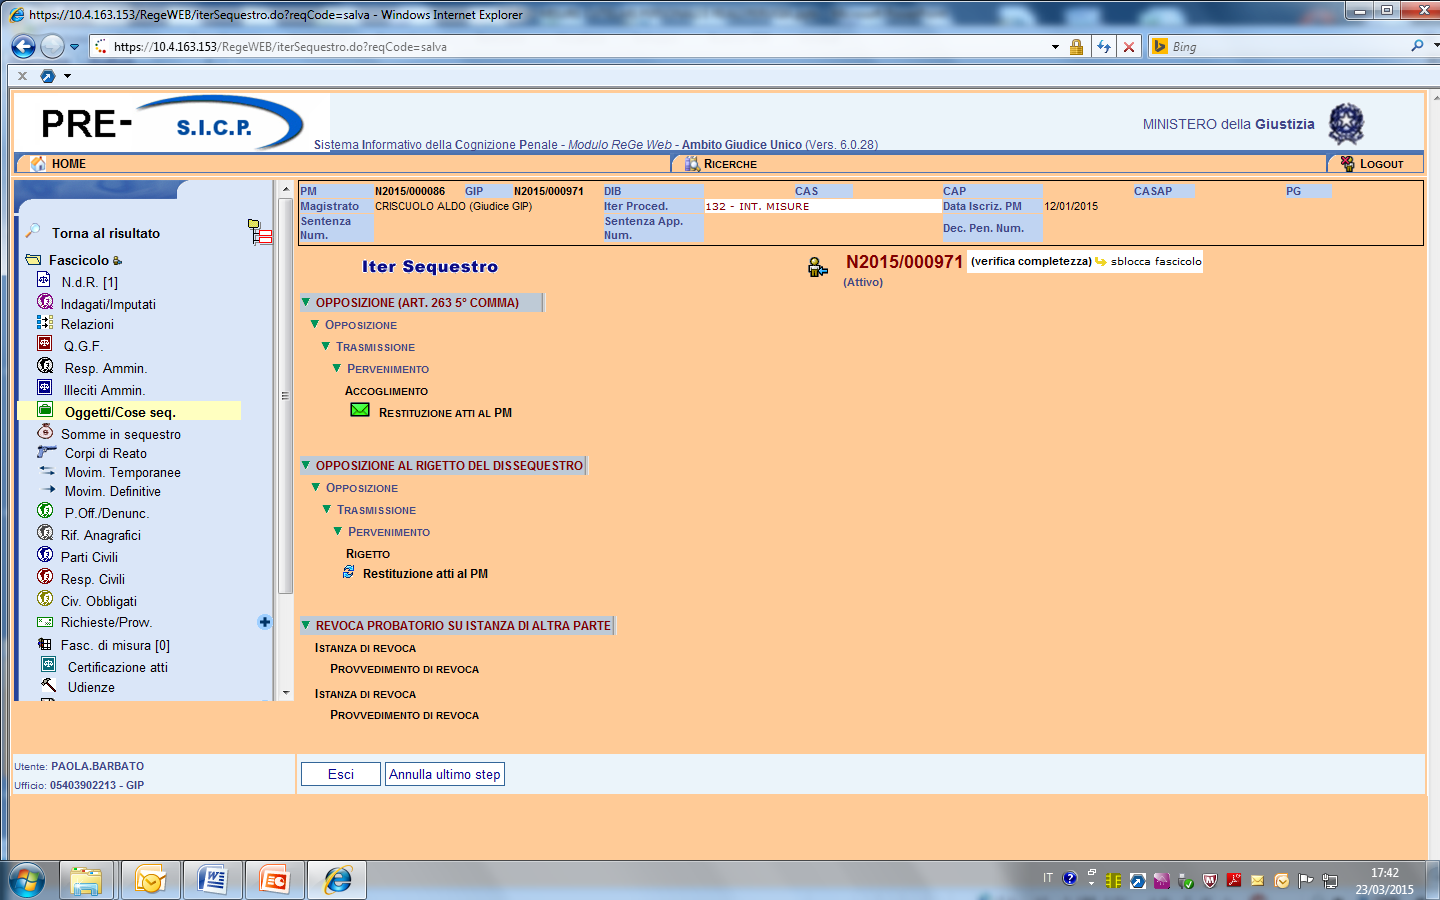 https://10.4.163.153/RegeWEB/iterSequestro.do?reqCode=salva - Windows Internet Explorer
https://10.4.163.153/RegeWEB/iterSequestro.do?reqCode=salva
Bing
PRE- S.I.C.P.
Sistema Informativo della Cognizione Penale - Modulo ReGe Web - Ambito Giudice Unico (Vers. 6.0.28)
MINISTERO della Giustizia
HOME
RICERCHE
LOGOUT
PM N2015/000086 GIP N2015/000971 DIB CAS CAP CASAP PG
Magistrato CRISCUOLO ALDO (Giudice GIP) Iter Proced. 132 - INT. MISURE Data Iscriz. PM 12/01/2015
Sentenza Num. Sentenza App. Num. Dec. Pen. Num.
Torna al risultato
Fascicolo
N.d.R. [1]
Indagati/Imputati
Relazioni
Q.G.F.
Resp. Ammin.
Illeciti Ammin.
Oggetti/Cose seq.
Somme in sequestro
Corpi di Reato
Movim. Temporanee
Movim. Definitive
P.Off./Denunc.
Rif. Anagrafici
Parti Civili
Resp. Civili
Civ. Obbligati
Richieste/Provv.
Fasc. di misura [0]
Certificazione atti
Udienze
Iter Sequestro
N2015/000971 (verifica completezza) sblocca fascicolo
(Attivo)
OPPOSIZIONE (ART. 263 5° COMMA)
OPPOSIZIONE
TRASMISSIONE
PERVENIMENTO
ACCOGLIMENTO
RESTITUZIONE ATTI AL PM
OPPOSIZIONE AL RIGETTO DEL DISSEQUESTRO
OPPOSIZIONE
TRASMISSIONE
PERVENIMENTO
RIGETTO
Restituzione atti al PM
REVOCA PROBATORIO SU ISTANZA DI ALTRA PARTE
ISTANZA DI REVOCA
PROVVEDIMENTO DI REVOCA
ISTANZA DI REVOCA
PROVVEDIMENTO DI REVOCA
Utente: PAOLA.BARBATO
Ufficio: 05403902213 - GIP
Esci
Annulla ultimo step
IT
17:42
23/03/2015